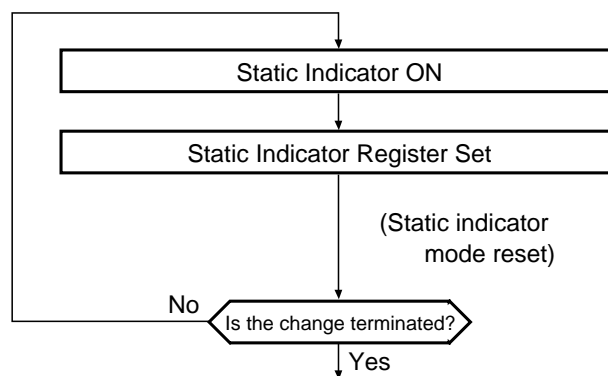 Static Indicator ON
Static Indicator Register Set
(Static indicator
mode reset)
No
Is the change terminated?
Yes